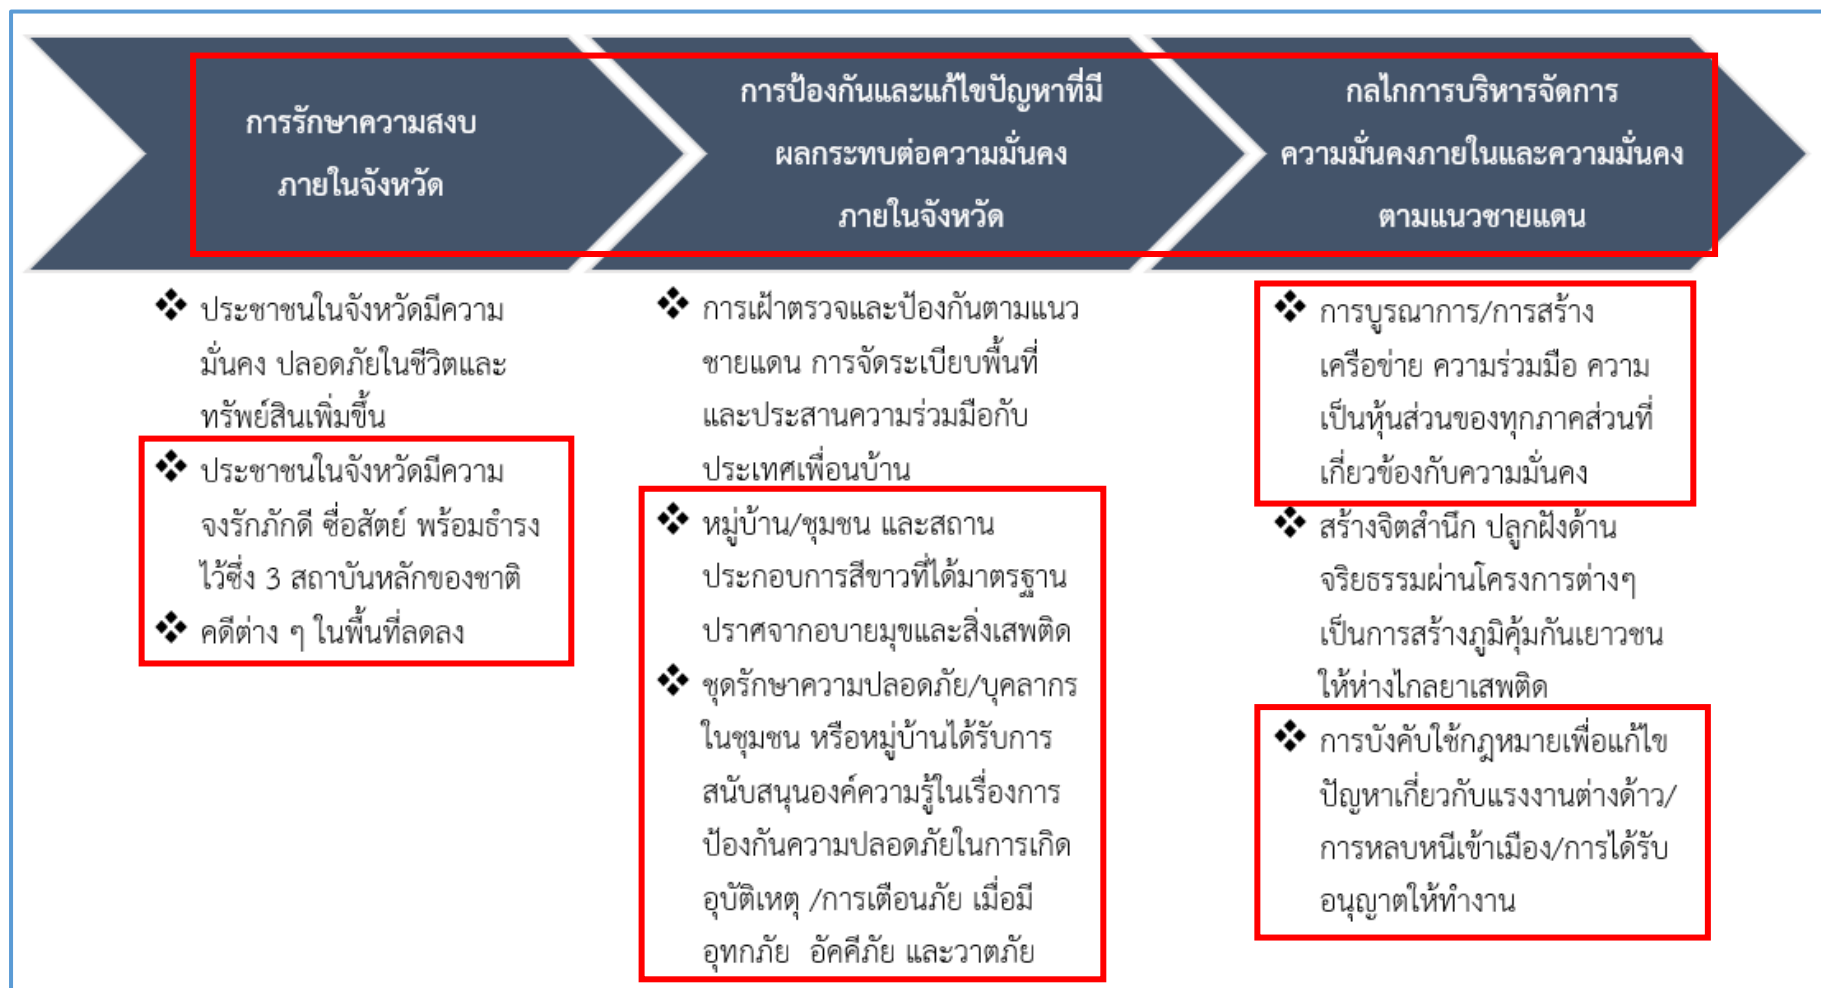 การรักษาความสงบ
ภายในจังหวัด
การป้องกันและแก้ไขปัญหาที่มี
ผลกระทบต่อความมั่นคง
ภายในจังหวัด
กลไกการบริหารจัดการ
ความมั่นคงภายในและความมั่นคง
ตามแนวชายแดน
❖ ประชาชนในจังหวัดมีความ
มั่นคง ปลอดภัยในชีวิตและ
ทรัพย์สินเพิ่มขึ้น
❖ ประชาชนในจังหวัดมีความ
จงรักภักดี ซื่อสัตย์ พร้อมธำรง
ไว้ซึ่ง 3 สถาบันหลักของชาติ
❖ คดีต่าง ๆ ในพื้นที่ลดลง
❖ การเฝ้าตรวจและป้องกันตามแนว
ชายแดน การจัดระเบียบพื้นที่
และประสานความร่วมมือกับ
ประเทศเพื่อนบ้าน
❖ หมู่บ้าน/ชุมชน และสถาน
ประกอบการสีขาวที่ได้มาตรฐาน
ปราศจากอบายมุขและสิ่งเสพติด
❖ ชุดรักษาความปลอดภัย/บุคลากร
ในชุมชน หรือหมู่บ้านได้รับการ
สนับสนุนองค์ความรู้ในเรื่องการ
ป้องกันความปลอดภัยในการเกิด
อุบัติเหตุ /การเตือนภัย เมื่อมี
อุทกภัย อัคคีภัย และวาตภัย
❖ การบูรณาการ/การสร้าง
เครือข่าย ความร่วมมือ ความ
เป็นหุ้นส่วนของทุกภาคส่วนที่
เกี่ยวข้องกับความมั่นคง
❖ สร้างจิตสำนึก ปลูกฝังด้าน
จริยธรรมผ่านโครงการต่างๆ
เป็นการสร้างภูมิคุ้มกันเยาวชน
ให้ห่างไกลยาเสพติด
❖ การบังคับใช้กฎหมายเพื่อแก้ไข
ปัญหาเกี่ยวกับแรงงานต่างด้าว/
การหลบหนีเข้าเมือง/การได้รับ
อนุญาตให้ทำงาน